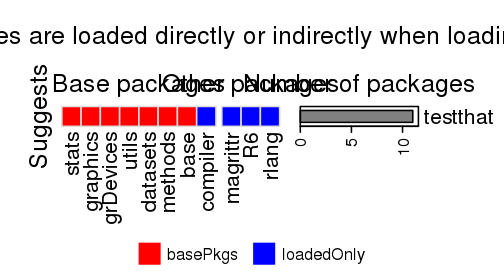 es are loaded directly or indirectly when loadin
Base packages Other packages Number of packages
Suggests
testthat
stats
graphics
grDevices
utils
datasets
methods
base
compiler
magrittr
R6
rlang
0
5
10
basePkgs
loadedOnly